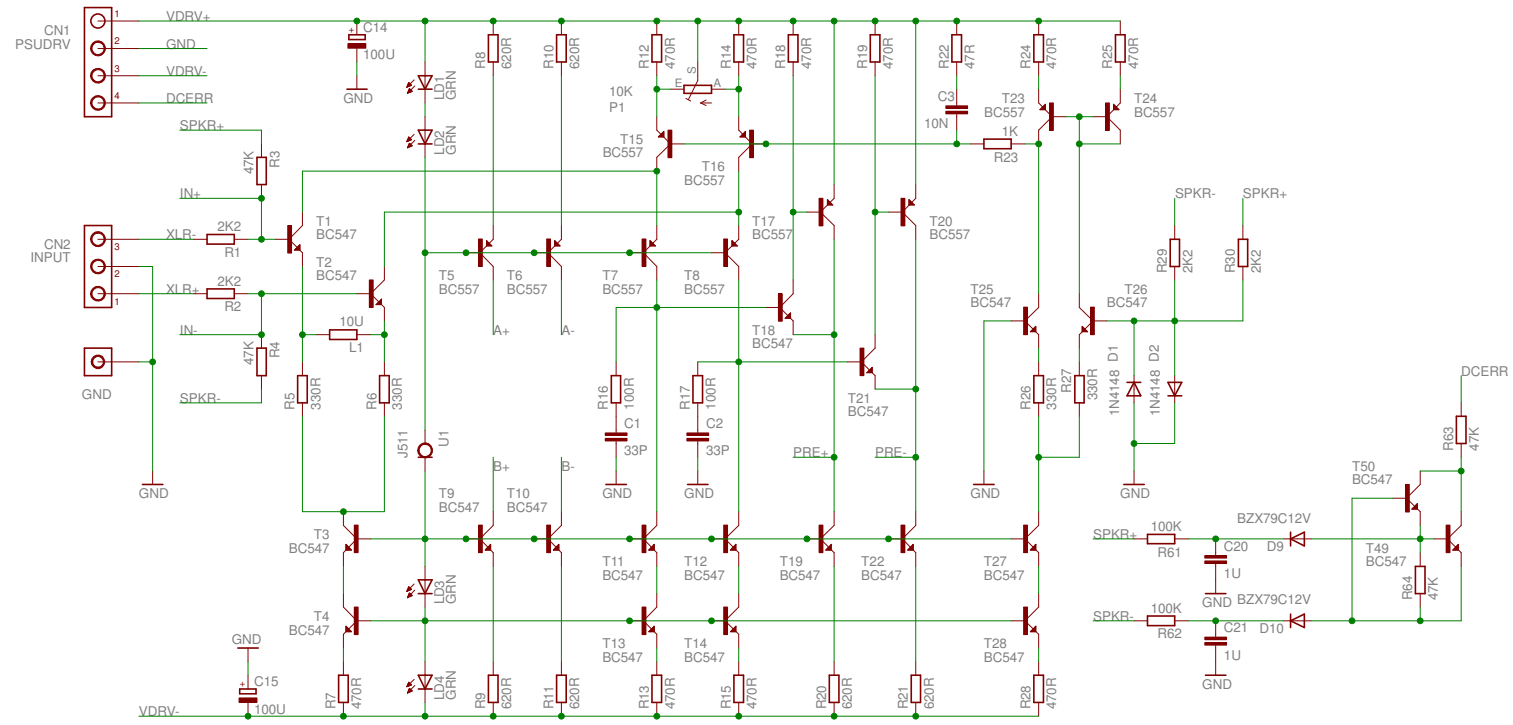 CN1
PSUDRV
1
2
3
4
VDRV+
GND
VDRV-
DCERR
C14
+
100U
GND
LD1
GRN
LD2
GRN
R8
620R
R10
620R
R12
470R
10K
P1
E
S
A
R14
470R
R18
470R
R19
470R
R22
47R
C3
10N
R24
470R
R25
470R
T23
BC557
T24
BC557
1K
R23
T15
BC557
T16
BC557
SPKR+
47K
R3
IN+
CN2
INPUT
3
2
1
XLR-
2K2
R1
XLR+
2K2
R2
IN-
47K
R4
SPKR-
GND
GND
T1
BC547
T2
BC547
10U
L1
R5
330R
R6
330R
T5
BC557
T6
BC557
T7
BC557
T8
BC557
T17
BC557
T20
BC557
T18
BC547
T21
BC547
A+
A-
R16
100R
C1
33P
GND
R17
100R
C2
33P
GND
J511
U1
B+
B-
PRE+
PRE-
T25
BC547
T26
BC547
SPKR-
SPKR+
R29
2K2
R30
2K2
R26
330R
R27
330R
1N4148
D1
1N4148
D2
GND
GND
T3
BC547
T4
BC547
T9
BC547
T10
BC547
T11
BC547
T12
BC547
T19
BC547
T22
BC547
T27
BC547
T13
BC547
T14
BC547
T28
BC547
LD3
GRN
LD4
GRN
GND
+
C15
100U
VDRV-
R7
470R
R9
620R
R11
620R
R13
470R
R15
470R
R20
620R
R21
620R
R28
470R
DCERR
R63
47K
T50
BC547
T49
BC547
R64
47K
SPKR+
100K
R61
C20
1U
GND
BZX79C12V
D9
SPKR-
100K
R62
C21
1U
GND
BZX79C12V
D10